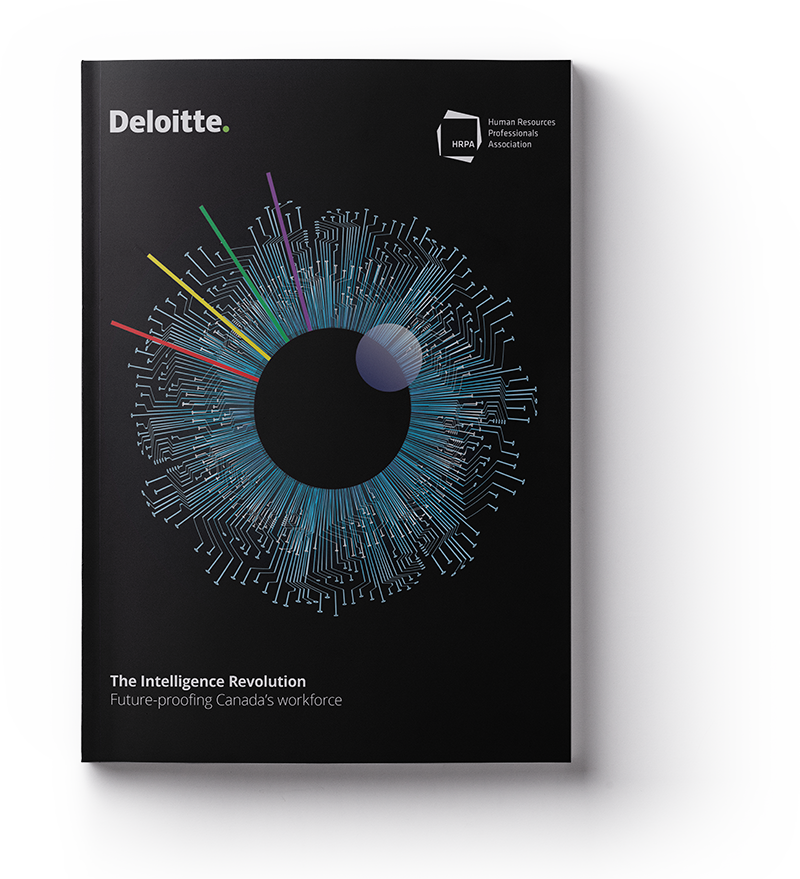 Deloitte.
HRPA
Human Resources
Professionals
Association
The Intelligence Revolution
Future-proofing Canada's workforce